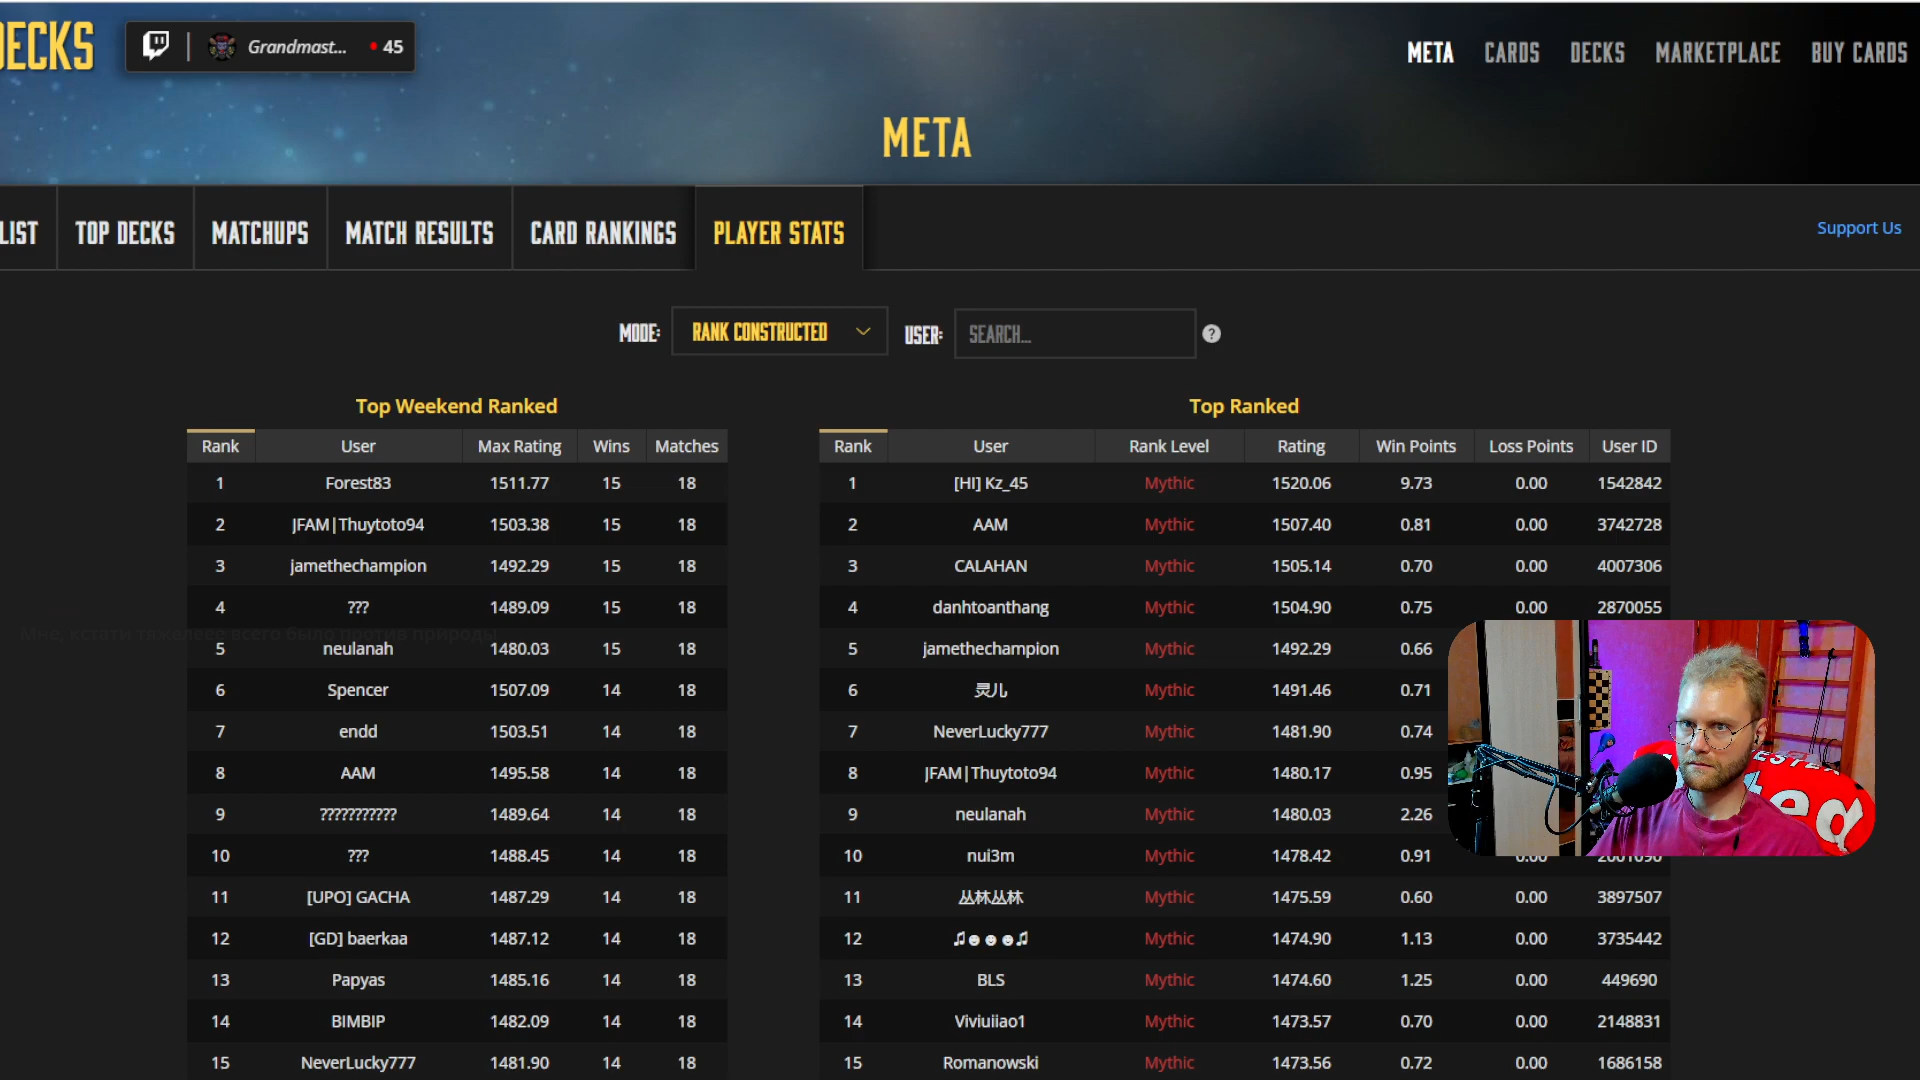 DECKS
Grandmast... 45
META CARDS DECKS MARKETPLACE BUY CARDS
META
LIST TOP DECKS MATCHUPS MATCH RESULTS CARD RANKINGS PLAYER STATS Support Us
MODE: RANK CONSTRUCTED USER: SEARCH... ?
Top Weekend Ranked
Rank User Max Rating Wins Matches
1 Forest83 1511.77 15 18
2 JFAM|Thuytoto94 1503.38 15 18
3 jamethechampion 1492.29 15 18
4 ??? 1489.09 15 18
Мне, кстати тяжелее всего было против природы
5 neulanah 1480.03 15 18
6 Spencer 1507.09 14 18
7 endd 1503.51 14 18
8 AAM 1495.58 14 18
9 ??????????? 1489.64 14 18
10 ??? 1488.45 14 18
11 [UPO] GACHA 1487.29 14 18
12 [GD] baerkaa 1487.12 14 18
13 Papyas 1485.16 14 18
14 BIMBIP 1482.09 14 18
15 NeverLucky777 1481.90 14 18
Top Ranked
Rank User Rank Level Rating Win Points Loss Points User ID
1 [HI] Kz_45 Mythic 1520.06 9.73 0.00 1542842
2 AAM Mythic 1507.40 0.81 0.00 3742728
3 CALAHAN Mythic 1505.14 0.70 0.00 4007306
4 danhtoanthang Mythic 1504.90 0.75 0.00 2870055
5 jamethechampion Mythic 1492.29 0.66
6 灵儿 Mythic 1491.46 0.71
7 NeverLucky777 Mythic 1481.90 0.74
8 JFAM|Thuytoto94 Mythic 1480.17 0.95
9 neulanah Mythic 1480.03 2.26
10 nui3m Mythic 1478.42 0.91 0.00
11 丛林丛林 Mythic 1475.59 0.60 0.00 3897507
12 ♫☻☻☻♫ Mythic 1474.90 1.13 0.00 3735442
13 BLS Mythic 1474.60 1.25 0.00 449690
14 Viviuiiao1 Mythic 1473.57 0.70 0.00 2148831
15 Romanowski Mythic 1473.56 0.72 0.00 1686158